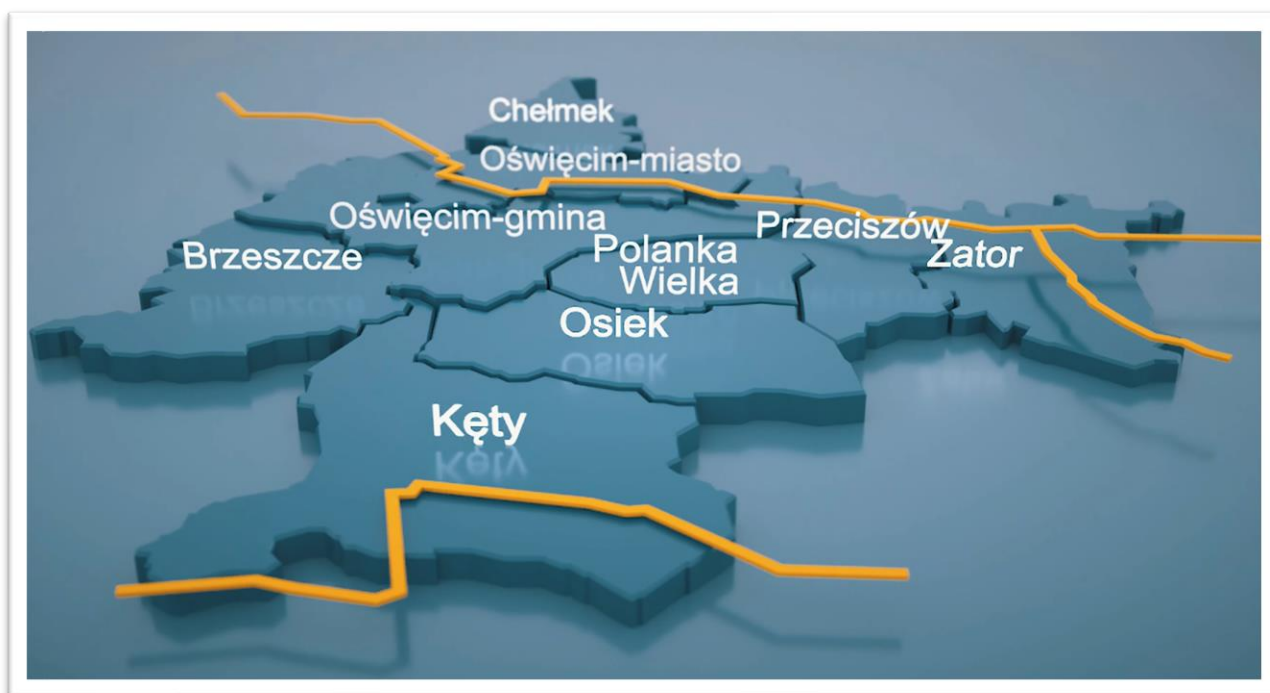 Chełmek
Oświęcim-miasto
Oświęcim-gmina
Przeciszów
Brzeszcze
Polanka
Wielka
Zator
Osiek
Kęty